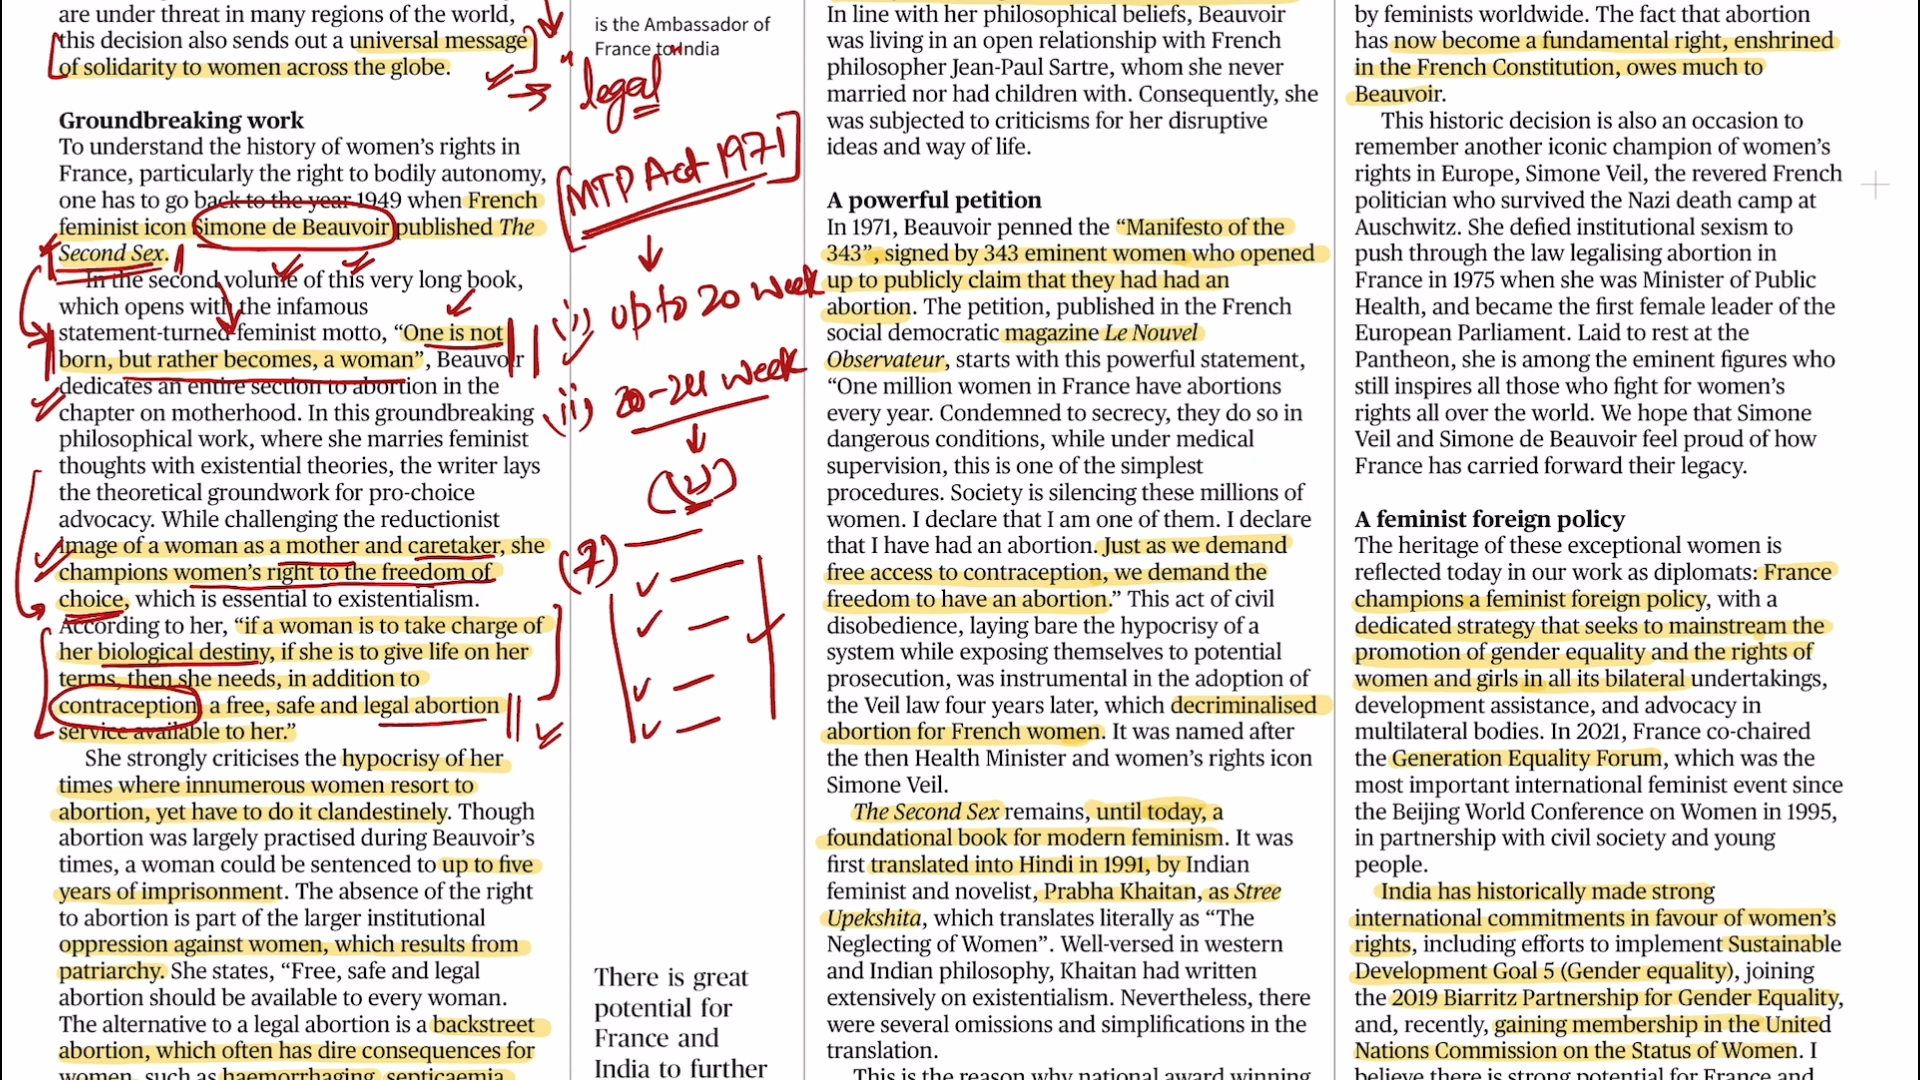 are under threat in many regions of the world,
this decision also sends out a universal message
of solidarity to women across the globe.
Groundbreaking work
To understand the history of women’s rights in
France, particularly the right to bodily autonomy,
one has to go back to the year 1949 when French
feminist icon Simone de Beauvoir published The
Second Sex.
In the second volume of this very long book,
which opens with the infamous
statement-turned-feminist motto, “One is not
born, but rather becomes, a woman”, Beauvoir
dedicates an entire section to abortion in the
chapter on motherhood. In this groundbreaking
philosophical work, where she marries feminist
thoughts with existential theories, the writer lays
the theoretical groundwork for pro-choice
advocacy. While challenging the reductionist
image of a woman as a mother and caretaker, she
champions women’s right to the freedom of
choice, which is essential to existentialism.
According to her, “if a woman is to take charge of
her biological destiny, if she is to give life on her
terms, then she needs, in addition to
contraception, a free, safe and legal abortion
service available to her.”
She strongly criticises the hypocrisy of her
times where innumerous women resort to
abortion, yet have to do it clandestinely. Though
abortion was largely practised during Beauvoir’s
times, a woman could be sentenced to up to five
years of imprisonment. The absence of the right
to abortion is part of the larger institutional
oppression against women, which results from
patriarchy. She states, “Free, safe and legal
abortion should be available to every woman.
The alternative to a legal abortion is a backstreet
abortion, which often has dire consequences for
women, such as haemorrhaging, septicaemia,
is the Ambassador of
France to India
legal
[MTP Act 1971]
(i) up to 20 week
(ii) 20-24 week
(4)
(7)
There is great
potential for
France and
India to further
In line with her philosophical beliefs, Beauvoir
was living in an open relationship with French
philosopher Jean-Paul Sartre, whom she never
married nor had children with. Consequently, she
was subjected to criticisms for her disruptive
ideas and way of life.
A powerful petition
In 1971, Beauvoir penned the “Manifesto of the
343”, signed by 343 eminent women who opened
up to publicly claim that they had had an
abortion. The petition, published in the French
social democratic magazine Le Nouvel
Observateur, starts with this powerful statement,
“One million women in France have abortions
every year. Condemned to secrecy, they do so in
dangerous conditions, while under medical
supervision, this is one of the simplest
procedures. Society is silencing these millions of
women. I declare that I am one of them. I declare
that I have had an abortion. Just as we demand
free access to contraception, we demand the
freedom to have an abortion.” This act of civil
disobedience, laying bare the hypocrisy of a
system while exposing themselves to potential
prosecution, was instrumental in the adoption of
the Veil law four years later, which decriminalised
abortion for French women. It was named after
the then Health Minister and women’s rights icon
Simone Veil.
The Second Sex remains, until today, a
foundational book for modern feminism. It was
first translated into Hindi in 1991, by Indian
feminist and novelist, Prabha Khaitan, as Stree
Upekshita, which translates literally as “The
Neglecting of Women”. Well-versed in western
and Indian philosophy, Khaitan had written
extensively on existentialism. Nevertheless, there
were several omissions and simplifications in the
translation.
This is the reason why national award winning
by feminists worldwide. The fact that abortion
has now become a fundamental right, enshrined
in the French Constitution, owes much to
Beauvoir.
This historic decision is also an occasion to
remember another iconic champion of women’s
rights in Europe, Simone Veil, the revered French
politician who survived the Nazi death camp at
Auschwitz. She defied institutional sexism to
push through the law legalising abortion in
France in 1975 when she was Minister of Public
Health, and became the first female leader of the
European Parliament. Laid to rest at the
Pantheon, she is among the eminent figures who
still inspires all those who fight for women’s
rights all over the world. We hope that Simone
Veil and Simone de Beauvoir feel proud of how
France has carried forward their legacy.
A feminist foreign policy
The heritage of these exceptional women is
reflected today in our work as diplomats: France
champions a feminist foreign policy, with a
dedicated strategy that seeks to mainstream the
promotion of gender equality and the rights of
women and girls in all its bilateral undertakings,
development assistance, and advocacy in
multilateral bodies. In 2021, France co-chaired
the Generation Equality Forum, which was the
most important international feminist event since
the Beijing World Conference on Women in 1995,
in partnership with civil society and young
people.
India has historically made strong
international commitments in favour of women’s
rights, including efforts to implement Sustainable
Development Goal 5 (Gender equality), joining
the 2019 Biarritz Partnership for Gender Equality,
and, recently, gaining membership in the United
Nations Commission on the Status of Women. I
believe there is strong potential for France and